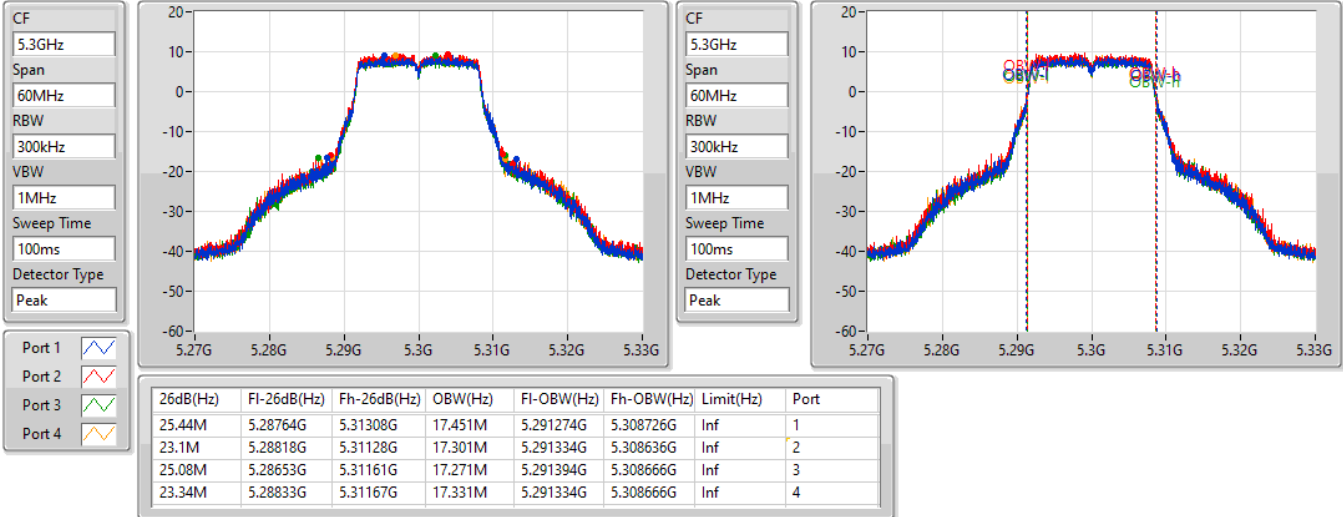 CF
5.3GHz
Span
60MHz
RBW
300kHz
VBW
1MHz
Sweep Time
100ms
Detector Type
Peak
20
10
0
-10
-20
-30
-40
-50
-60
5.27G 5.28G 5.29G 5.3G 5.31G 5.32G 5.33G
CF
5.3GHz
Span
60MHz
RBW
300kHz
VBW
1MHz
Sweep Time
100ms
Detector Type
Peak
20
10
0
-10
-20
-30
-40
-50
-60
OBW-l
OBW-h
OBW-h
5.27G 5.28G 5.29G 5.3G 5.31G 5.32G 5.33G
Port 1
Port 2
Port 3
Port 4
26dB(Hz) Fl-26dB(Hz) Fh-26dB(Hz) OBW(Hz) Fl-OBW(Hz) Fh-OBW(Hz) Limit(Hz) Port
25.44M 5.28764G 5.31308G 17.451M 5.291274G 5.308726G Inf 1
23.1M 5.28818G 5.31128G 17.301M 5.291334G 5.308636G Inf 2
25.08M 5.28653G 5.31161G 17.271M 5.291394G 5.308666G Inf 3
23.34M 5.28833G 5.31167G 17.331M 5.291334G 5.308666G Inf 4